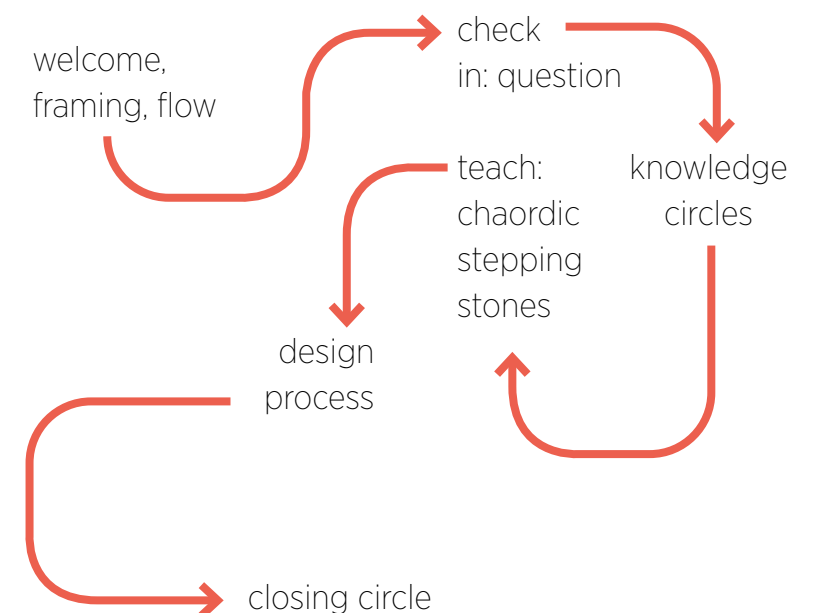 welcome,
framing, flow
check
in: question
knowledge
circles
teach:
chaordic
stepping
stones
design
process
closing circle